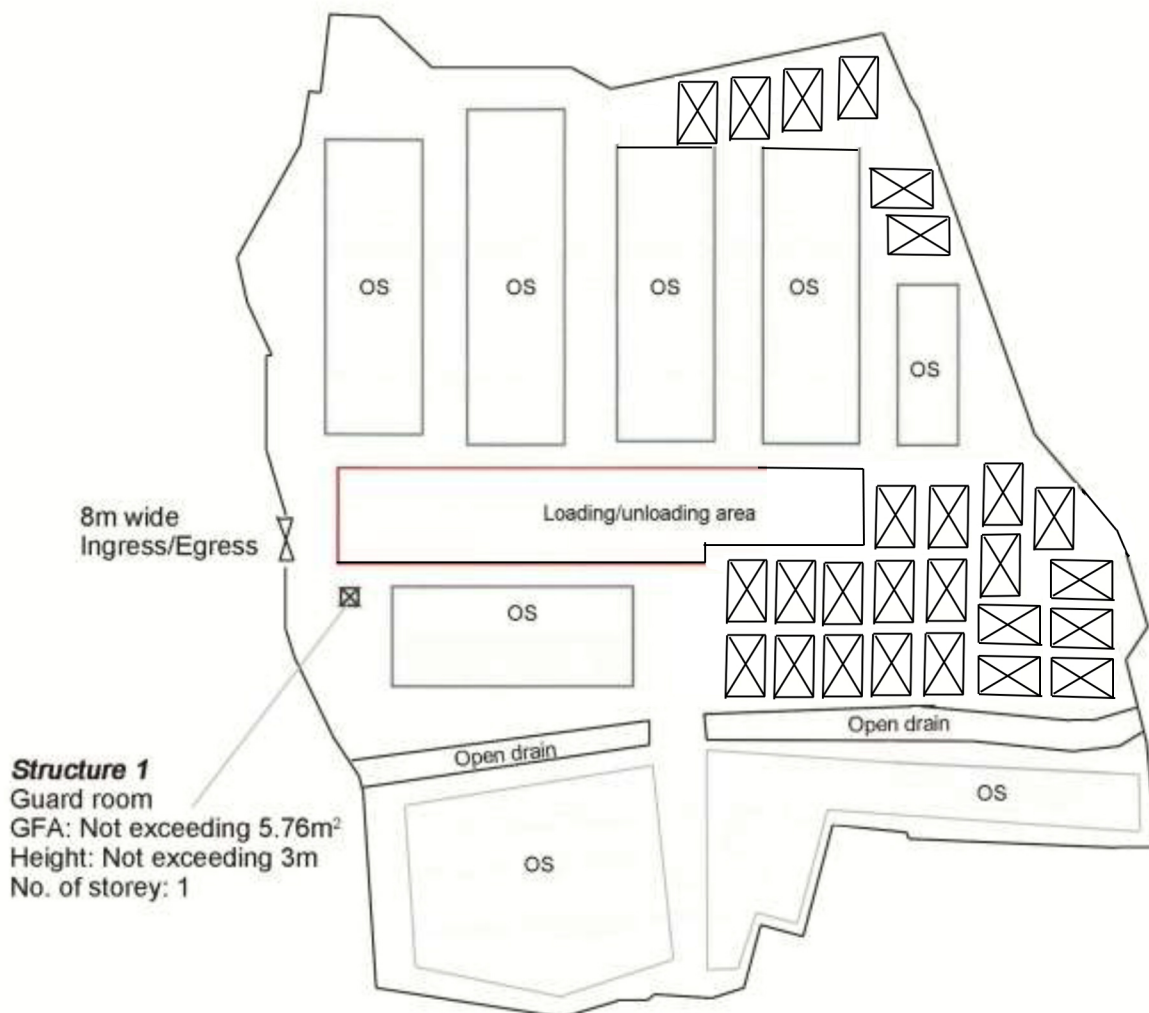 OS
OS
OS
OS
OS
8m wide
Ingress/Egress
Loading/unloading area
OS
Open drain
Open drain
Structure 1
Guard room
GFA: Not exceeding 5.76m²
Height: Not exceeding 3m
No. of storey: 1
OS
OS